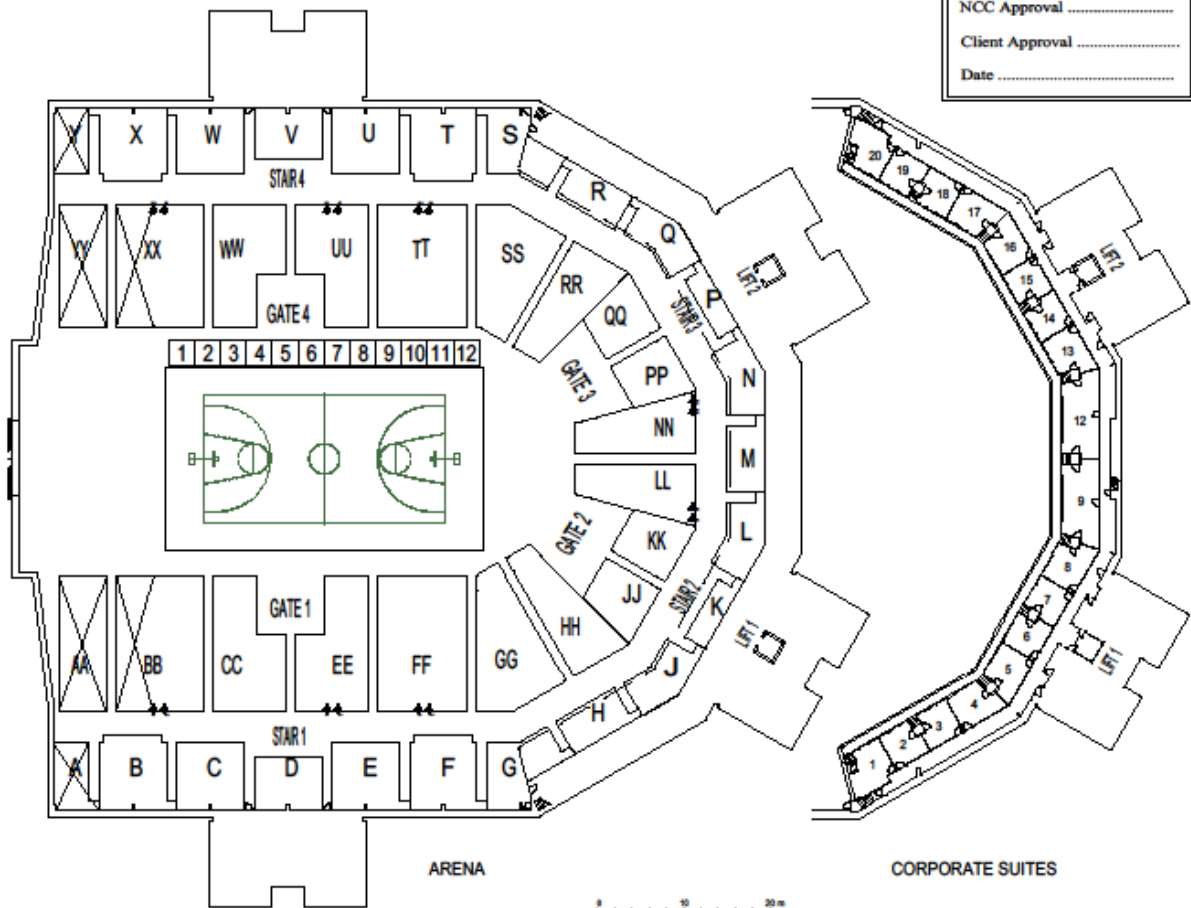 NCC Approval ............................
Client Approval ...........................
Date ................................................
Y X W V U T S
STAIR 4
R
Q
P
N
M
L
K
J
H
YY XX WW UU TT SS
RR
QQ
PP
NN
LL
KK
JJ
HH
GATE 4
GATE 3
STAIR 3
LIFT 2
1 2 3 4 5 6 7 8 9 10 11 12
GATE 2
STAIR 2
LIFT 1
GATE 1
AA BB CC EE FF GG
STAIR 1
A B C D E F G
ARENA
20
19
18
17
16
15
14
13
12
9
8
7
6
5
4
3
2
1
LIFT 2
LIFT 1
CORPORATE SUITES
0 10 20 m